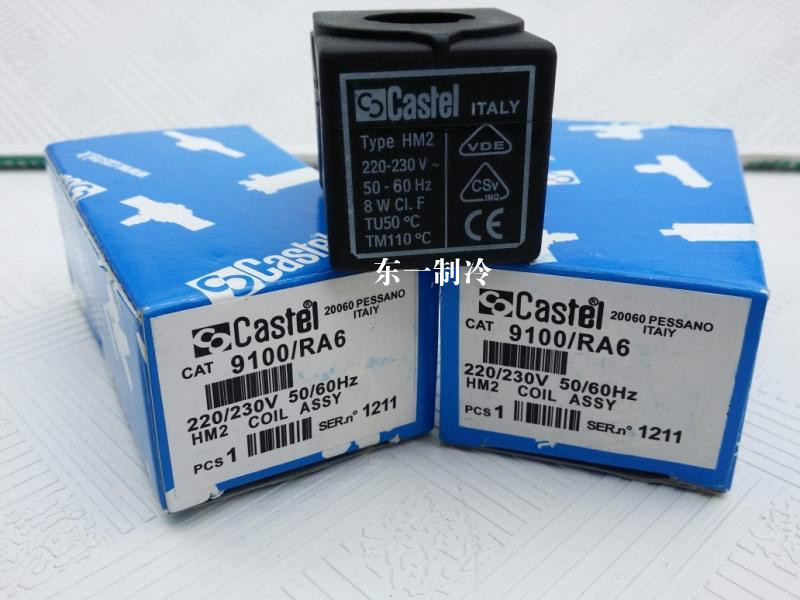 Castel ITALY
Type HM2
220-230 V ~
50 - 60 Hz
8 W Cl. F
TU50 °C
TM110 °C
VDE
CSv
IMQ
CE
东一制冷
Castel
Castel® 20060 PESSANO
ITAIY
CAT 9100/RA6
220/230V 50/60Hz
HM2 COIL ASSY
PCS 1 SER.n° 1211
Castel® 20060 PESSANO
ITAIY
CAT 9100/RA6
220/230V 50/60Hz
HM2 COIL ASSY
PCS 1 SER.n° 1211